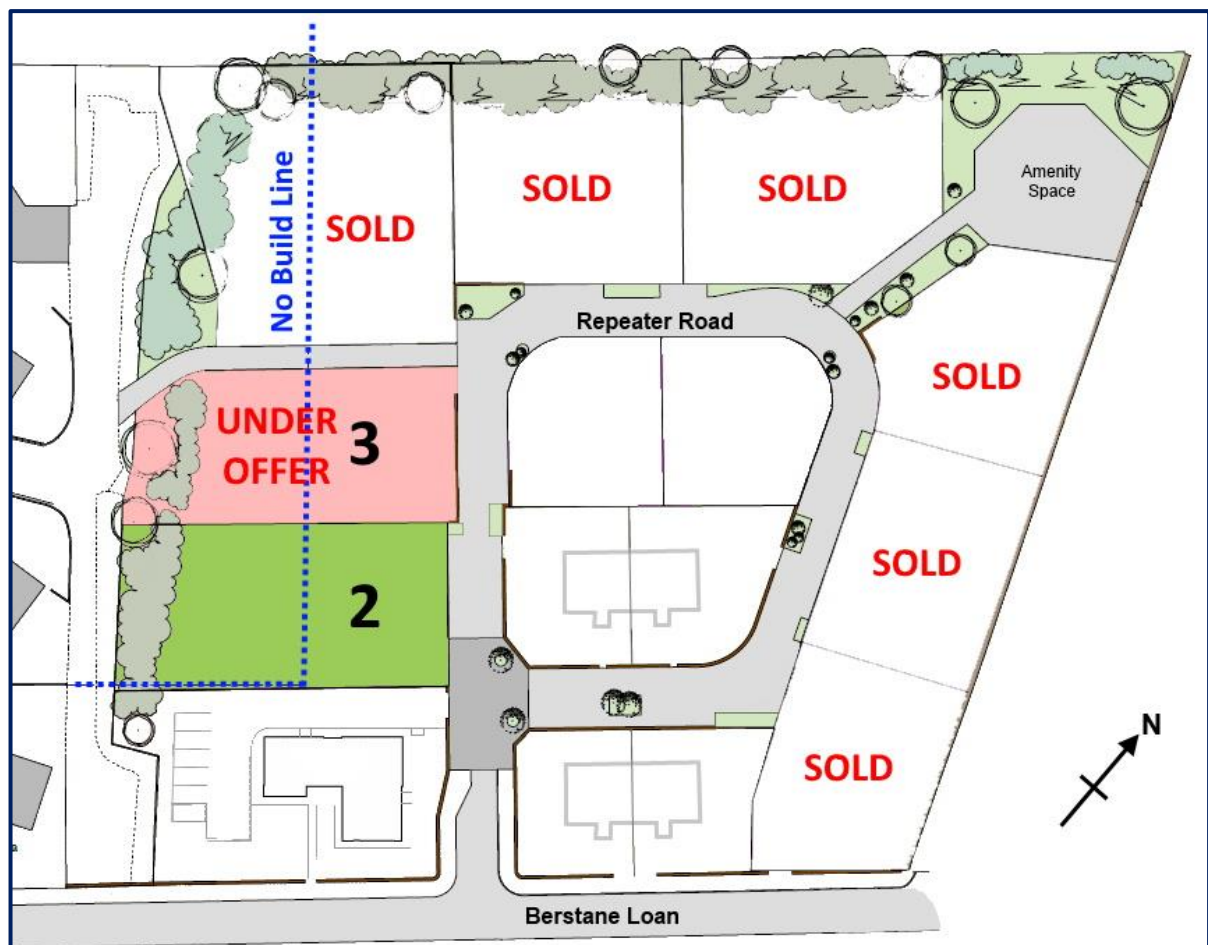 No Build Line
SOLD
SOLD
SOLD
Amenity
Space
Repeater Road
UNDER
OFFER
3
SOLD
2
SOLD
SOLD
N
Berstane Loan